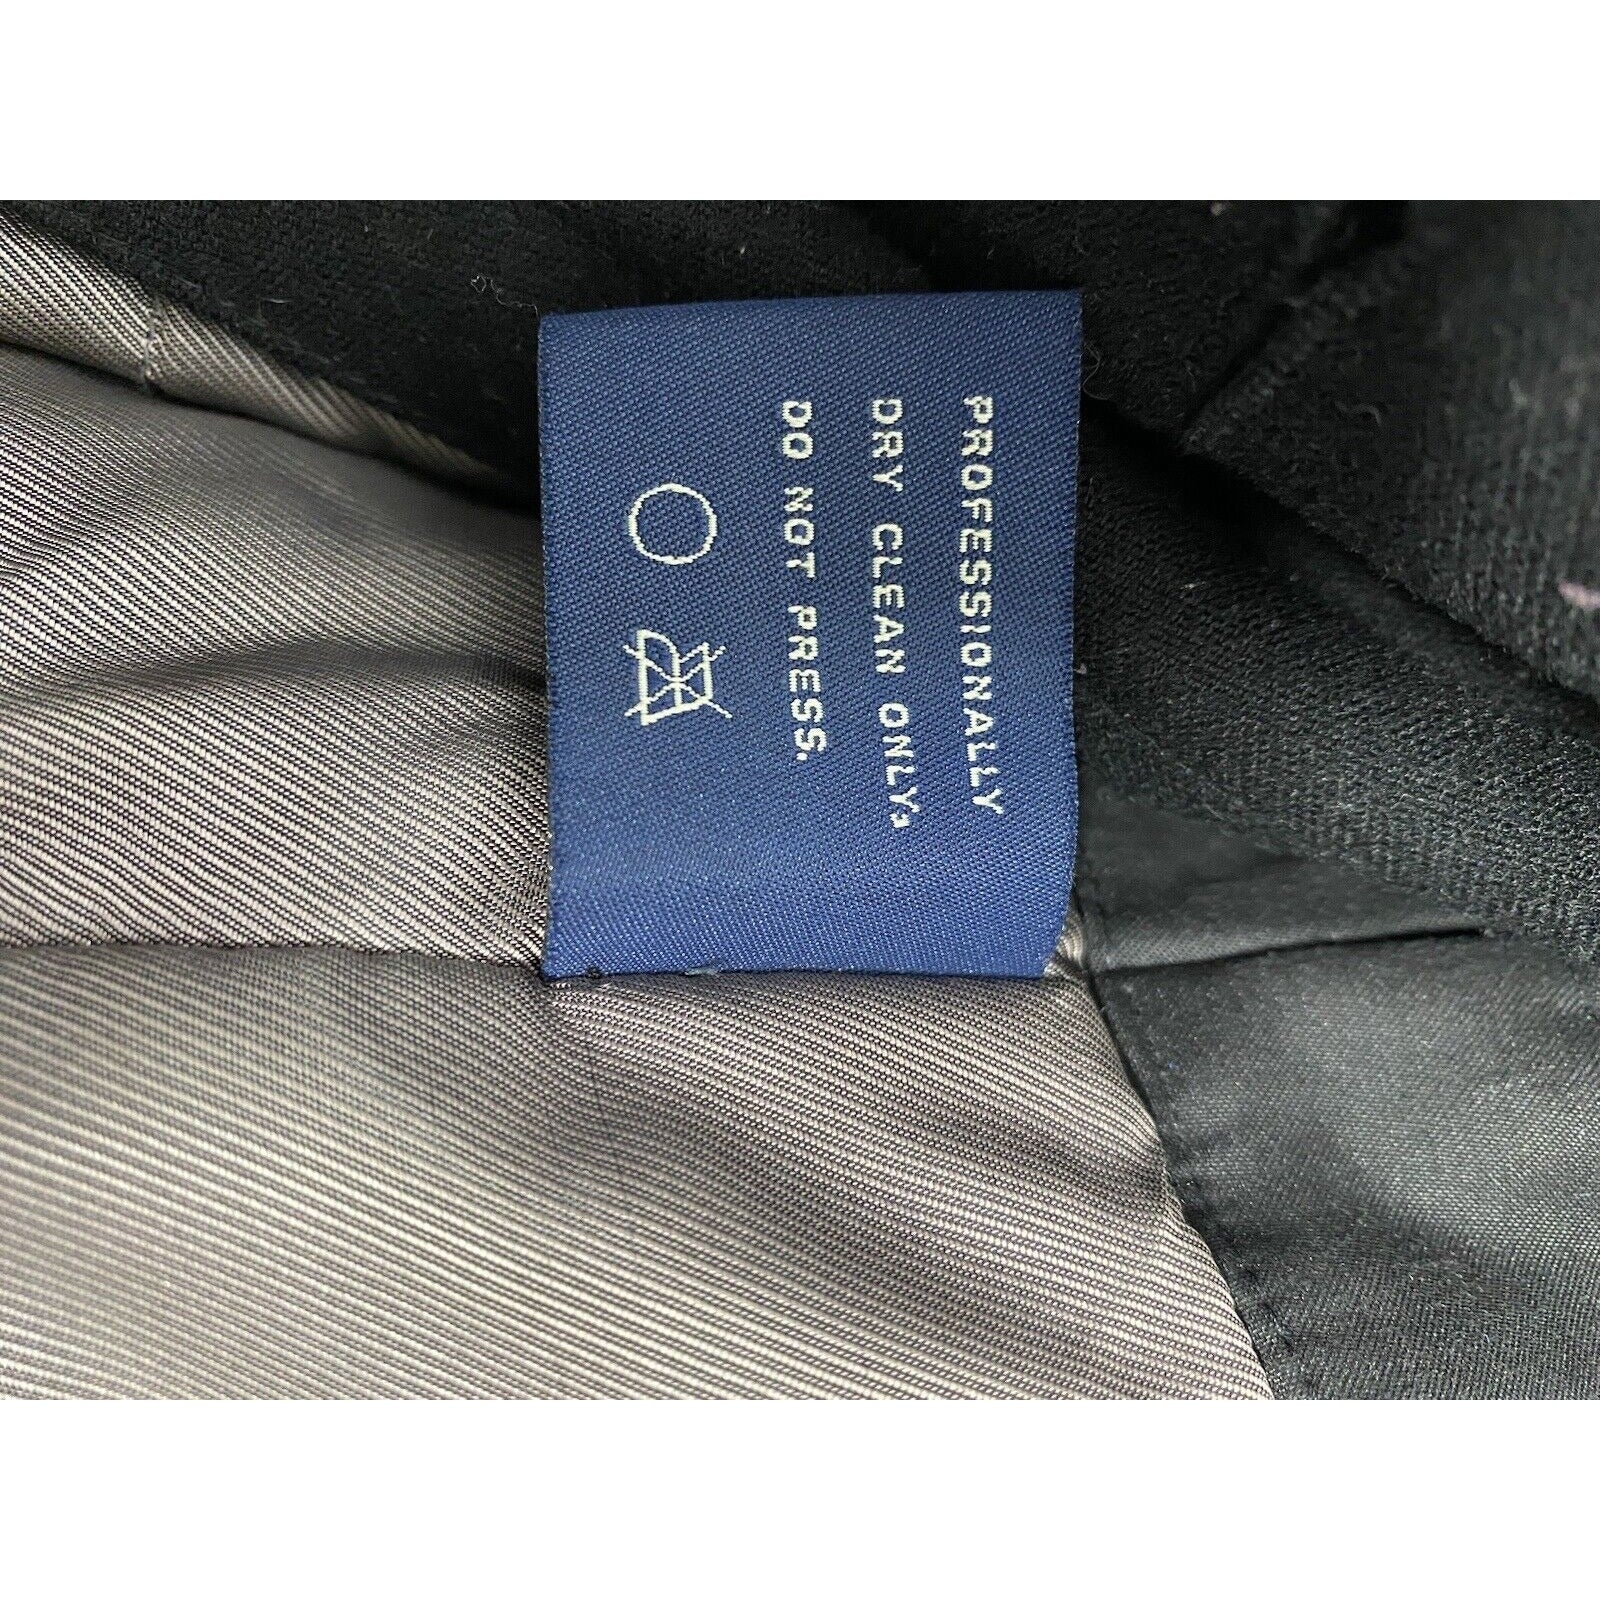 PROFESSIONALLY
DRY CLEAN ONLY.
DO NOT PRESS.